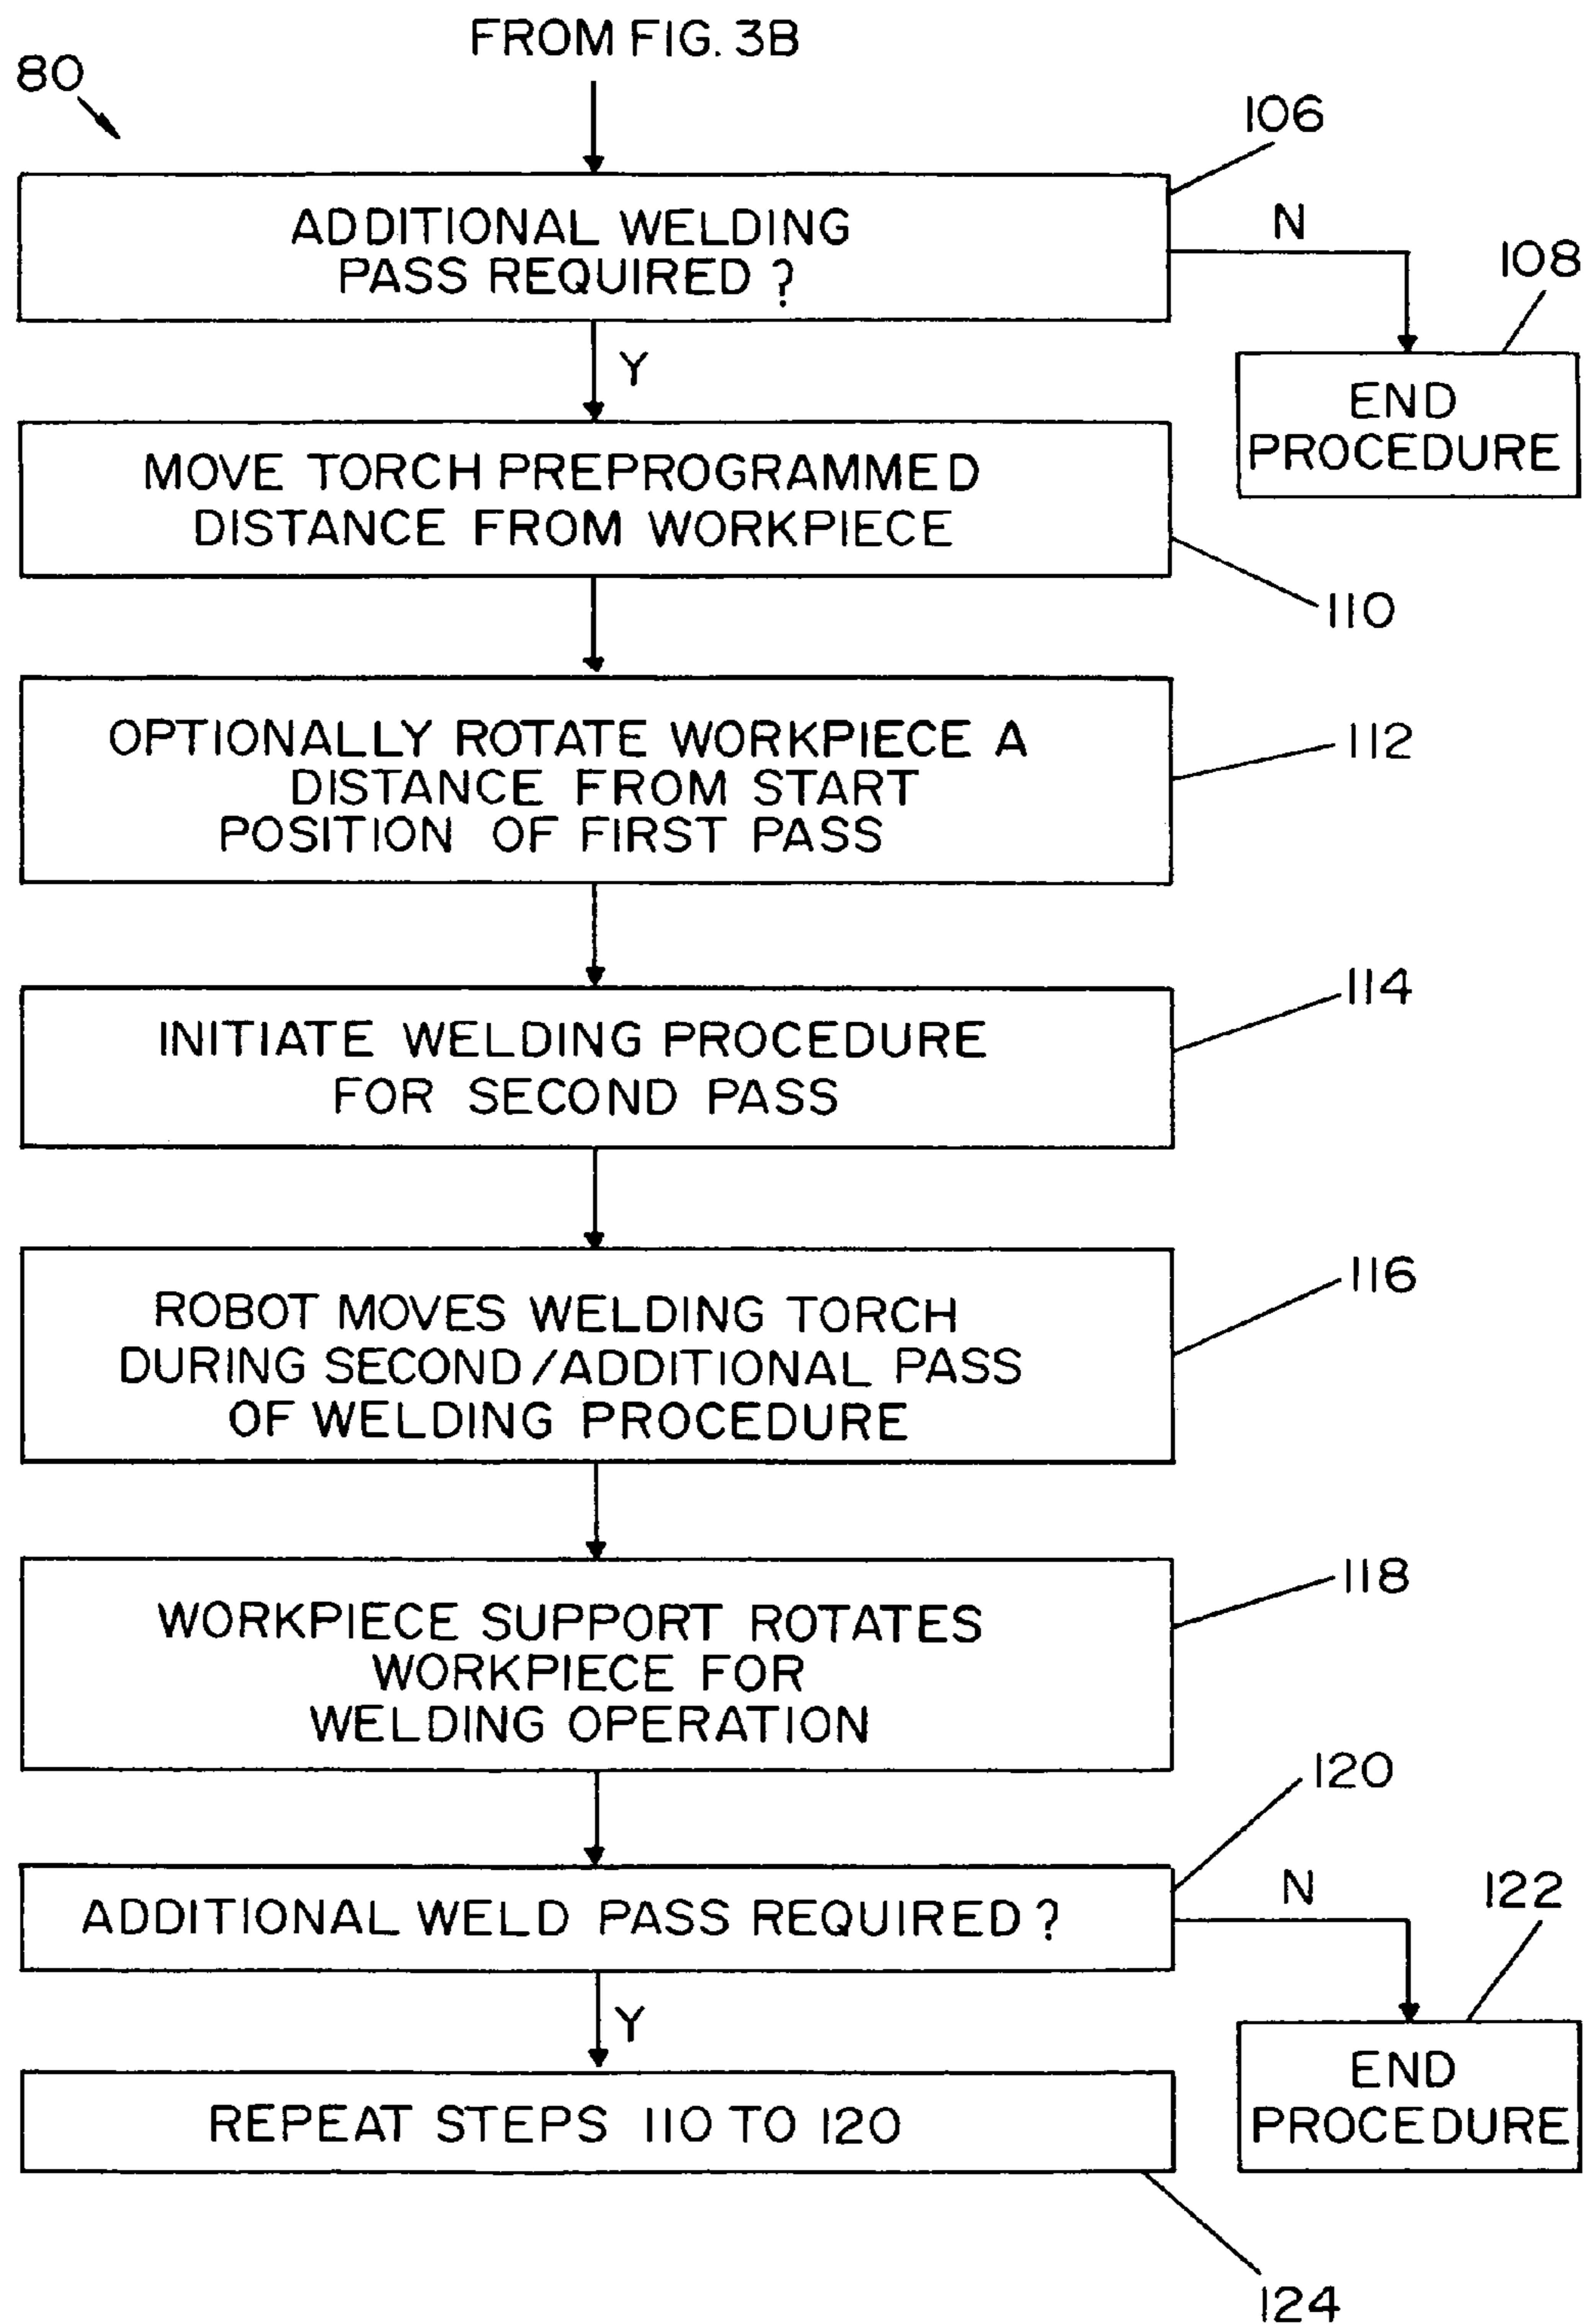 FROM FIG. 3B
80
106
ADDITIONAL WELDING
PASS REQUIRED ?
N
108
END
PROCEDURE
Y
MOVE TORCH PREPROGRAMMED
DISTANCE FROM WORKPIECE
110
OPTIONALLY ROTATE WORKPIECE A
DISTANCE FROM START
POSITION OF FIRST PASS
112
INITIATE WELDING PROCEDURE
FOR SECOND PASS
114
ROBOT MOVES WELDING TORCH
DURING SECOND/ADDITIONAL PASS
OF WELDING PROCEDURE
116
WORKPIECE SUPPORT ROTATES
WORKPIECE FOR
WELDING OPERATION
118
120
ADDITIONAL WELD PASS REQUIRED ?
N
122
END
PROCEDURE
Y
REPEAT STEPS 110 TO 120
124